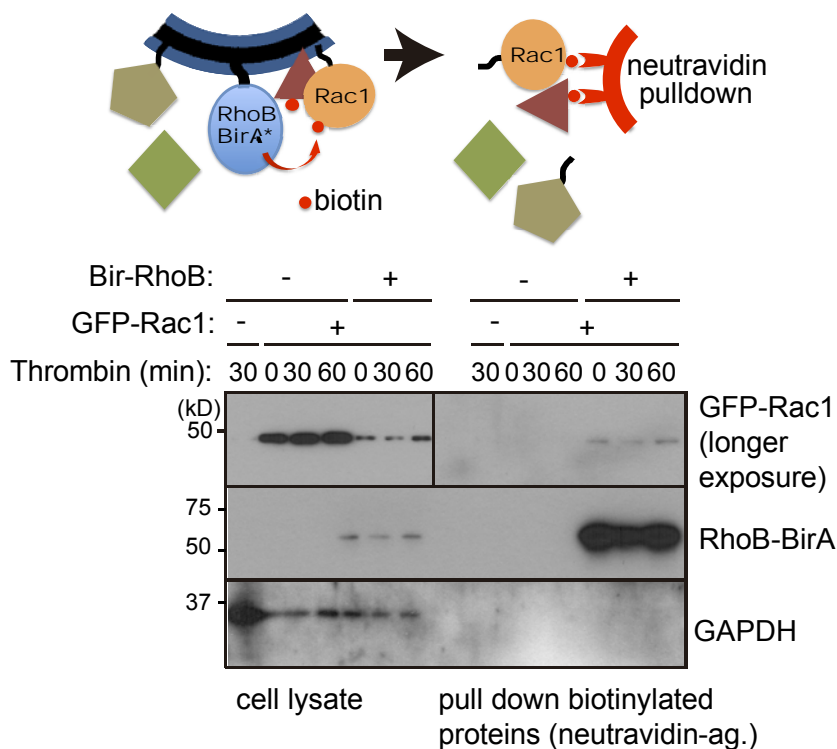 Rac1
neutravidin
pulldown
RhoB
BirA*
Rac1
biotin
Bir-RhoB: - + - +
GFP-Rac1: - + - +
Thrombin (min): 30 0 30 60 0 30 60 30 0 30 60 0 30 60
(kD)
50
GFP-Rac1
(longer
exposure)
75
50
RhoB-BirA
37
GAPDH
cell lysate
pull down biotinylated
proteins (neutravidin-ag.)